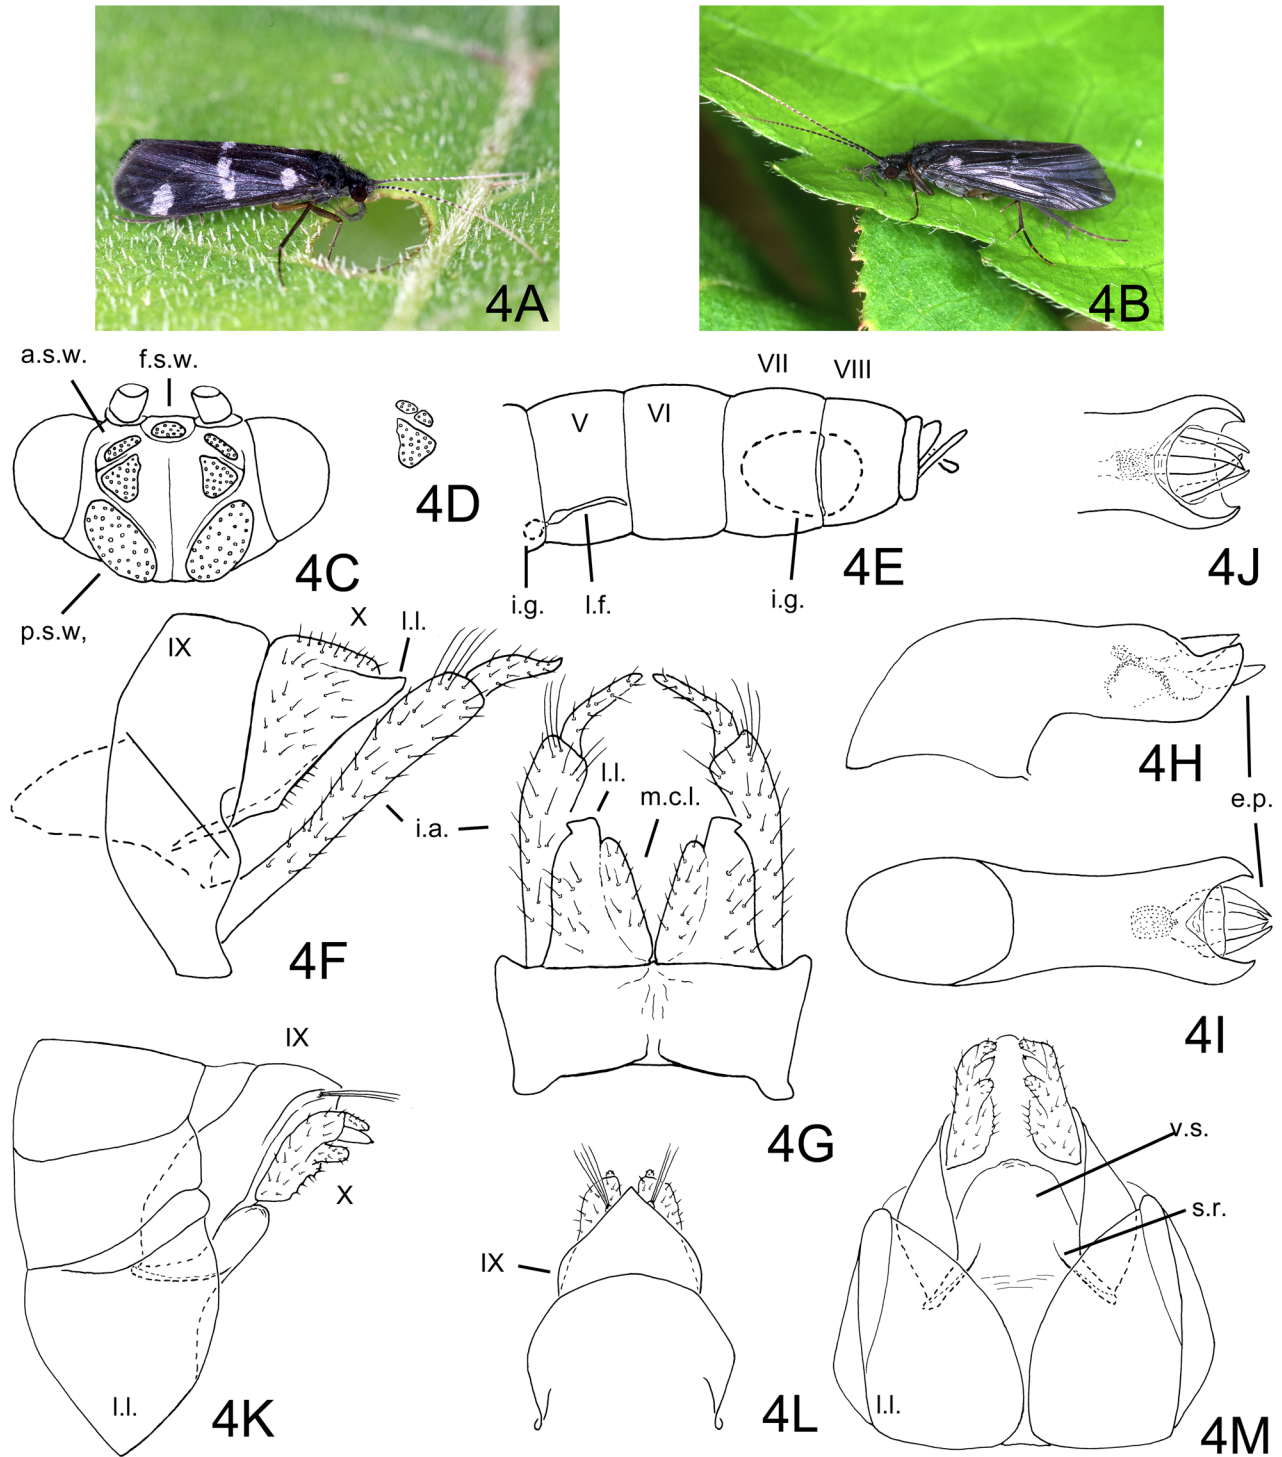 4A
4B
a.s.w.
f.s.w.
p.s.w,
4C
4D
V
VI
VII
VIII
i.g.
l.f.
i.g.
4E
4J
IX
X
l.l.
i.a.
4F
l.l.
m.c.l.
4G
4H
e.p.
4I
IX
X
l.l.
4K
IX
4L
v.s.
s.r.
l.l.
4M